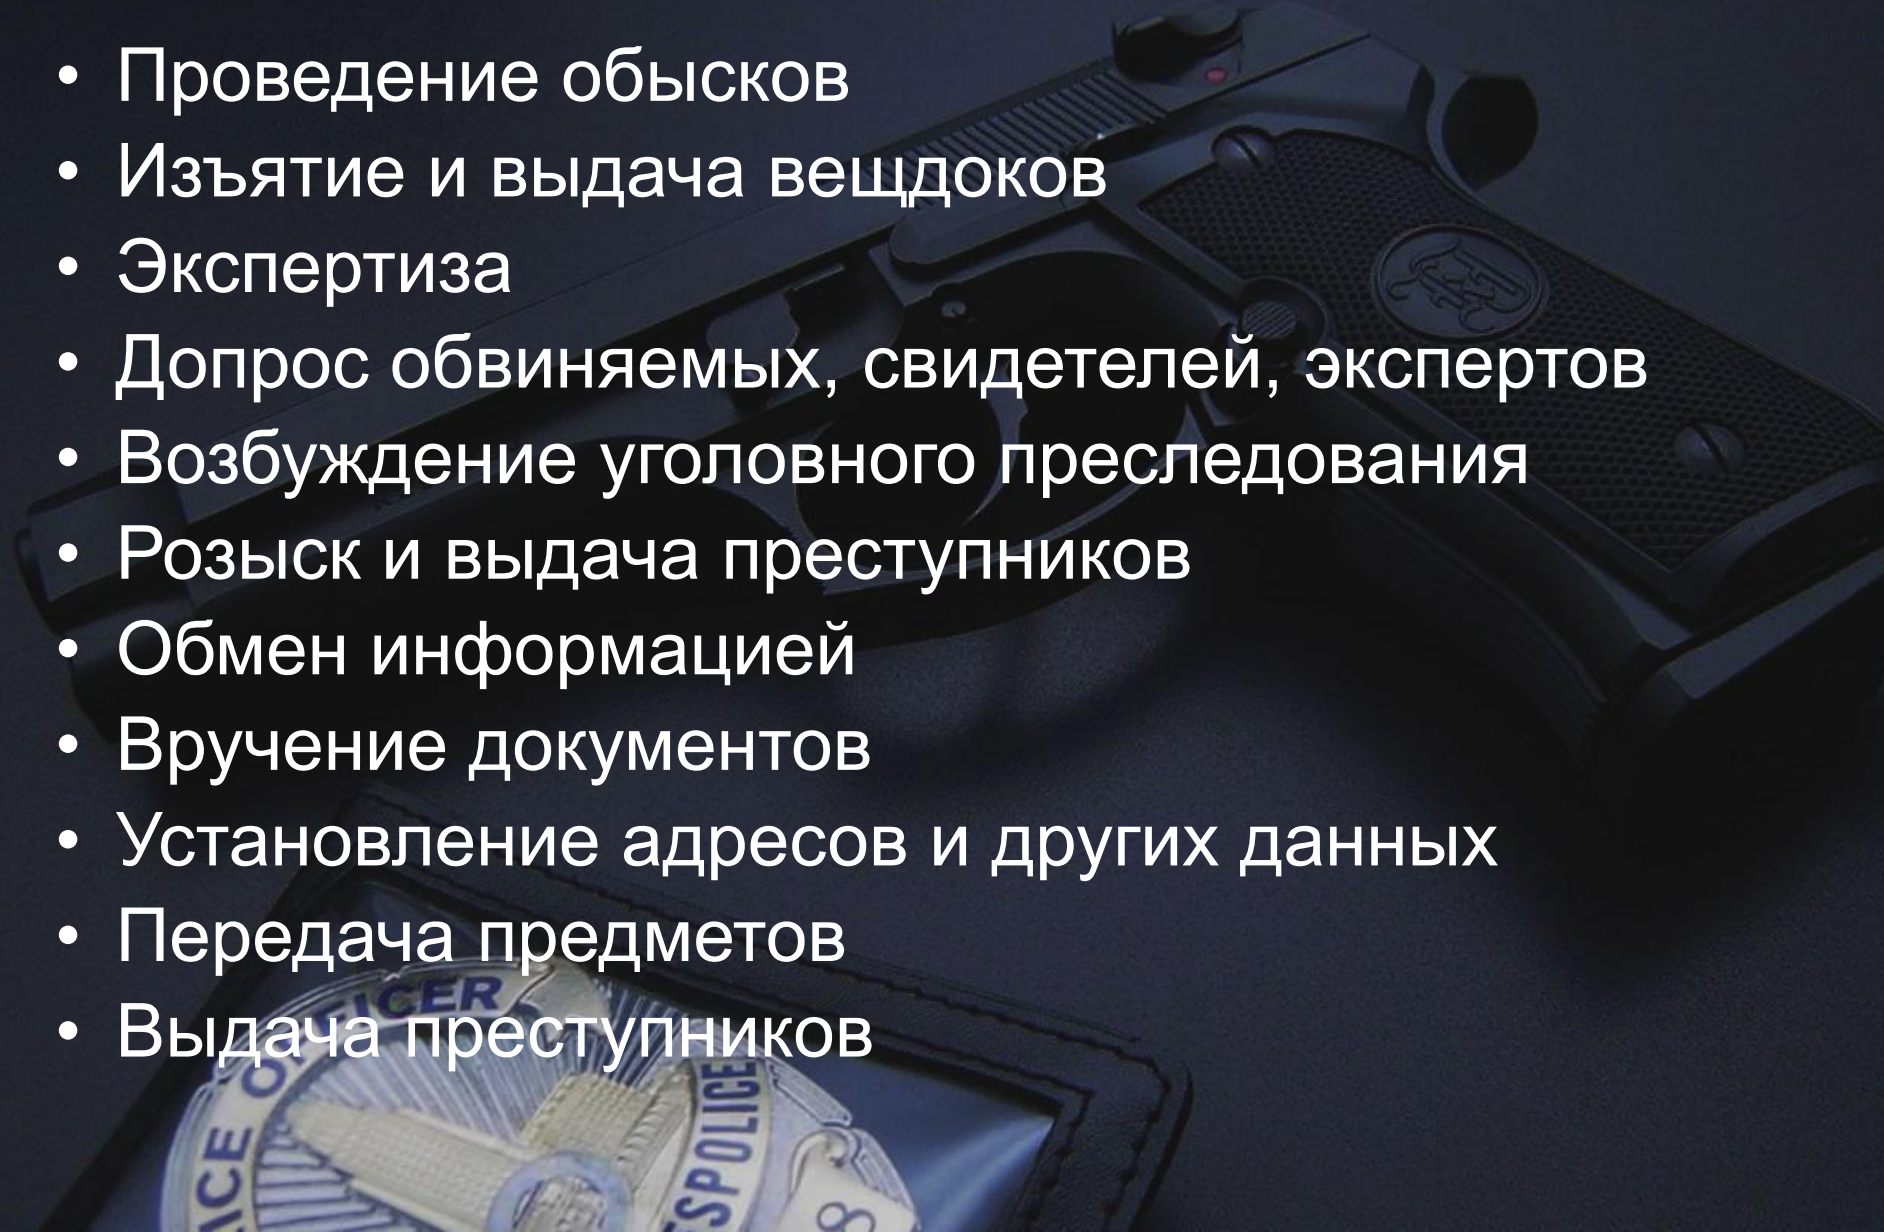 • Проведение обысков
• Изъятие и выдача вещдоков
• Экспертиза
• Допрос обвиняемых, свидетелей, экспертов
• Возбуждение уголовного преследования
• Розыск и выдача преступников
• Обмен информацией
• Вручение документов
• Установление адресов и других данных
• Передача предметов
• Выдача преступников